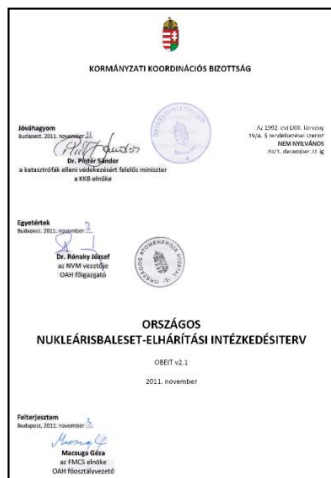 KORMÁNYZATI KOORDINÁCIÓS BIZOTTSÁG
Jóváhagyom
Budapest, 2011. november
Dr. Pintér Sándor
a katasztrófák elleni védekezésért felelős miniszter
a KKB elnöke
Az 1992. évi LXIII. törvény
19/A. § rendelkezései szerint
NEM NYILVÁNOS
2021. december 31-ig
Egyetértek
Budapest, 2011. november
Dr. Rónaky József
az NVM vezetője
OAH főigazgató
ORSZÁGOS ATOMENERGIA HIVATAL
ORSZÁGOS
NUKLEÁRISBALESET-ELHÁRÍTÁSI INTÉZKEDÉSITERV
OBEIT v2.1
2011. november
Felterjesztem
Budapest, 2011. november
Macsuga Géza
az FMCS elnöke
OAH főosztályvezető